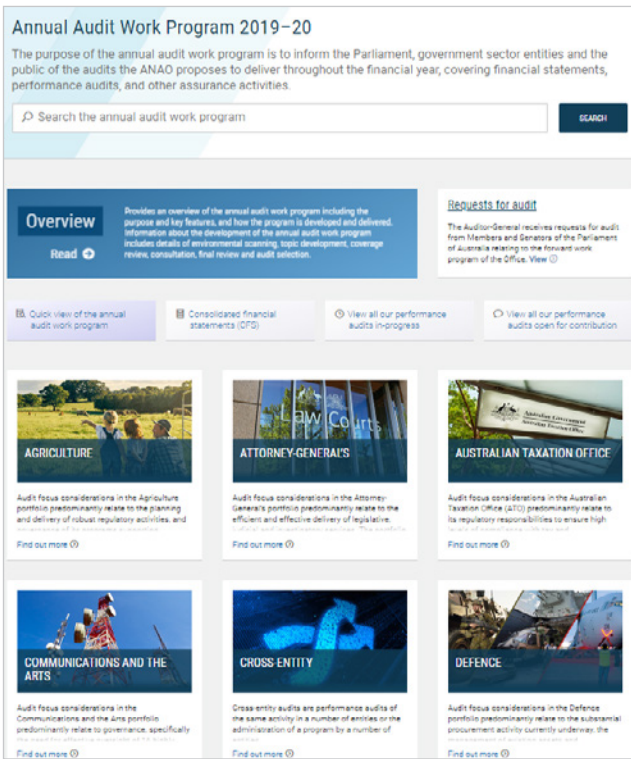 Annual Audit Work Program 2019–20
The purpose of the annual audit work program is to inform the Parliament, government sector entities and the
public of the audits the ANAO proposes to deliver throughout the financial year, covering financial statements,
performance audits, and other assurance activities.
Search the annual audit work program
SEARCH
Overview
Read
Provides an overview of the annual audit work program including the
purpose and key features, and how the program is developed and delivered.
Information about the development of the annual audit work program
includes details of environmental scanning, topic development, coverage
review, consultation, final review and audit selection.
Requests for audit
The Auditor-General receives requests for audit
from Members and Senators of the Parliament
of Australia relating to the forward work
program of the Office. View
Quick view of the annual
audit work program
Consolidated financial
statements (CFS)
View all our performance
audits in-progress
View all our performance
audits open for contribution
AGRICULTURE
Audit focus considerations in the Agriculture
portfolio predominantly relate to the planning
and delivery of robust regulatory activities, and
Find out more
Law Courts
ATTORNEY-GENERAL'S
Audit focus considerations in the Attorney-
General's portfolio predominantly relate to the
efficient and effective delivery of legislative,
Find out more
Australian Government
Australian Taxation Office
AUSTRALIAN TAXATION OFFICE
Audit focus considerations in the Australian
Taxation Office (ATO) predominantly relate to
its regulatory responsibilities to ensure high
Find out more
COMMUNICATIONS AND THE
ARTS
Audit focus considerations in the
Communications and the Arts portfolio
predominantly relate to governance, specifically
Find out more
CROSS-ENTITY
Cross-entity audits are performance audits of
the same activity in a number of entities or the
administration of a program by a number of
Find out more
DEFENCE
Audit focus considerations in the Defence
portfolio predominantly relate to the substantial
procurement activity currently underway, the
Find out more